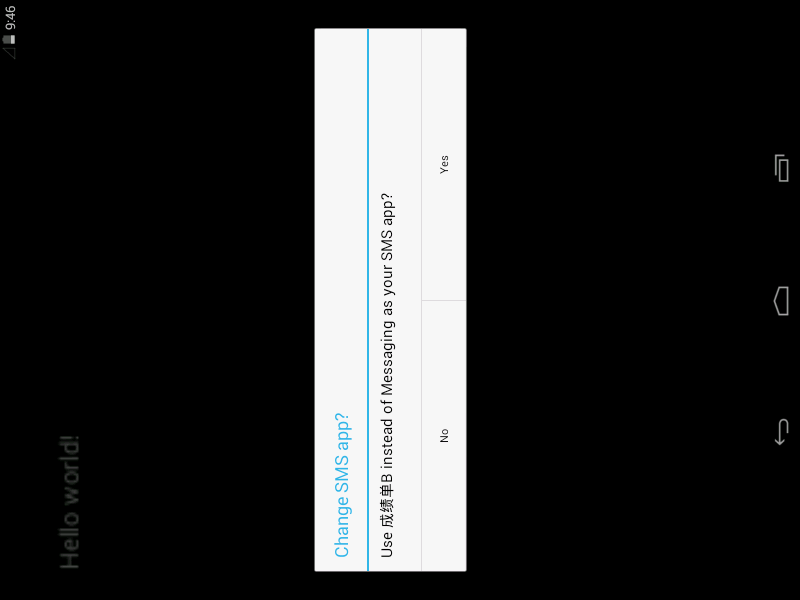 9:46
Hello world!
Change SMS app?
Use 成绩单B instead of Messaging as your SMS app?
No
Yes